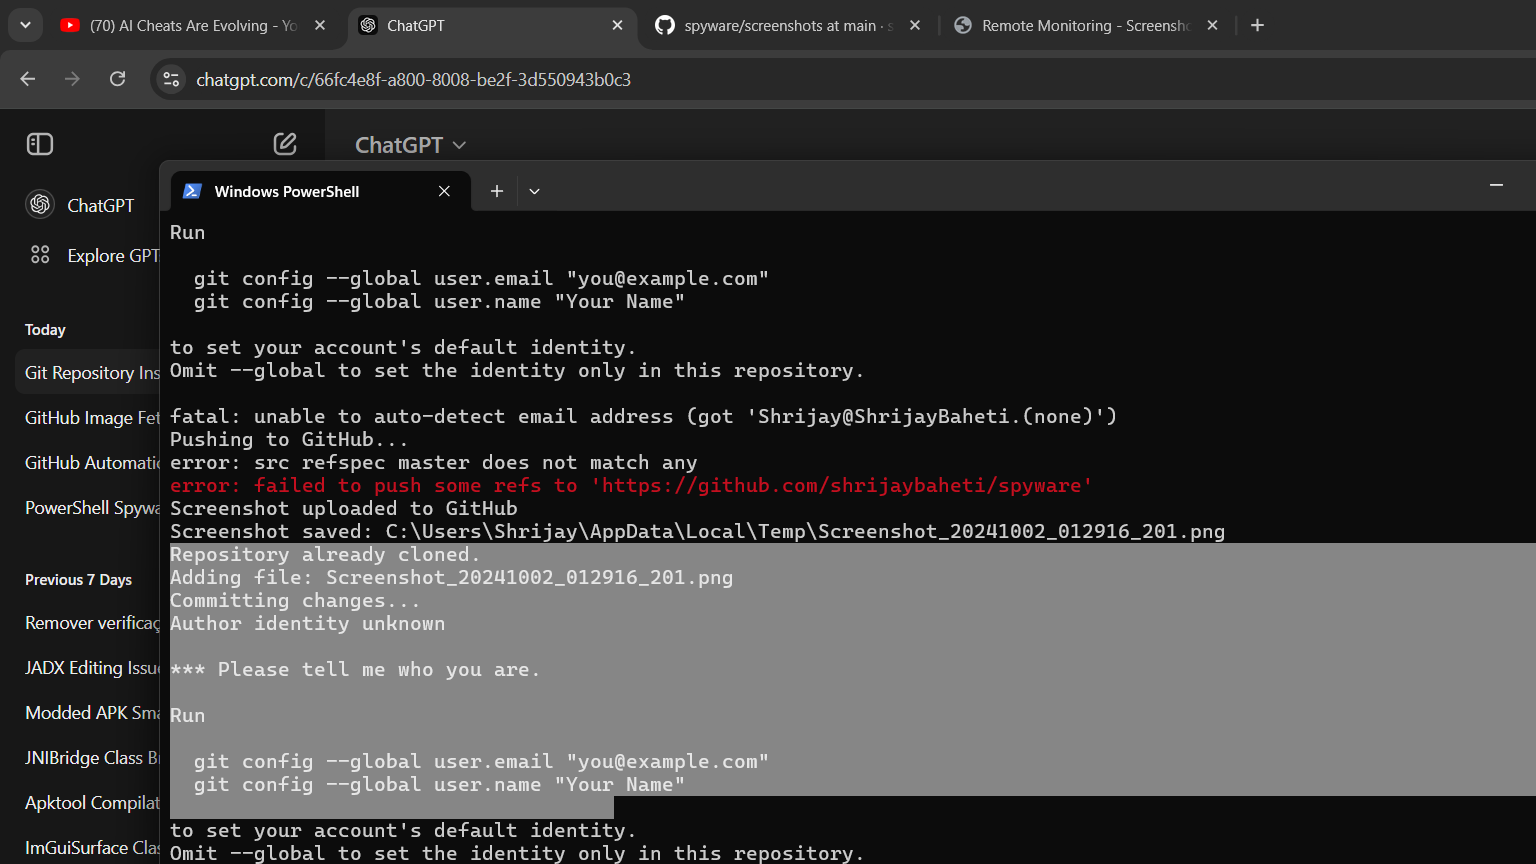 (70) AI Cheats Are Evolving - Yo
ChatGPT
spyware/screenshots at main · s
Remote Monitoring - Screensho
chatgpt.com/c/66fc4e8f-a800-8008-be2f-3d550943b0c3
ChatGPT
ChatGPT
Explore GPT
Today
Git Repository Ins
GitHub Image Fet
GitHub Automatic
PowerShell Spywa
Previous 7 Days
Remover verificaç
JADX Editing Issue
Modded APK Sma
JNIBridge Class Br
Apktool Compilat
ImGuiSurface Clas
Windows PowerShell
Run
git config --global user.email "you@example.com"
git config --global user.name "Your Name"
to set your account's default identity.
Omit --global to set the identity only in this repository.
fatal: unable to auto-detect email address (got 'Shrijay@ShrijayBaheti.(none)')
Pushing to GitHub...
error: src refspec master does not match any
error: failed to push some refs to 'https://github.com/shrijaybaheti/spyware'
Screenshot uploaded to GitHub
Screenshot saved: C:\Users\Shrijay\AppData\Local\Temp\Screenshot_20241002_012916_201.png
Repository already cloned.
Adding file: Screenshot_20241002_012916_201.png
Committing changes...
Author identity unknown
*** Please tell me who you are.
Run
git config --global user.email "you@example.com"
git config --global user.name "Your Name"
to set your account's default identity.
Omit --global to set the identity only in this repository.